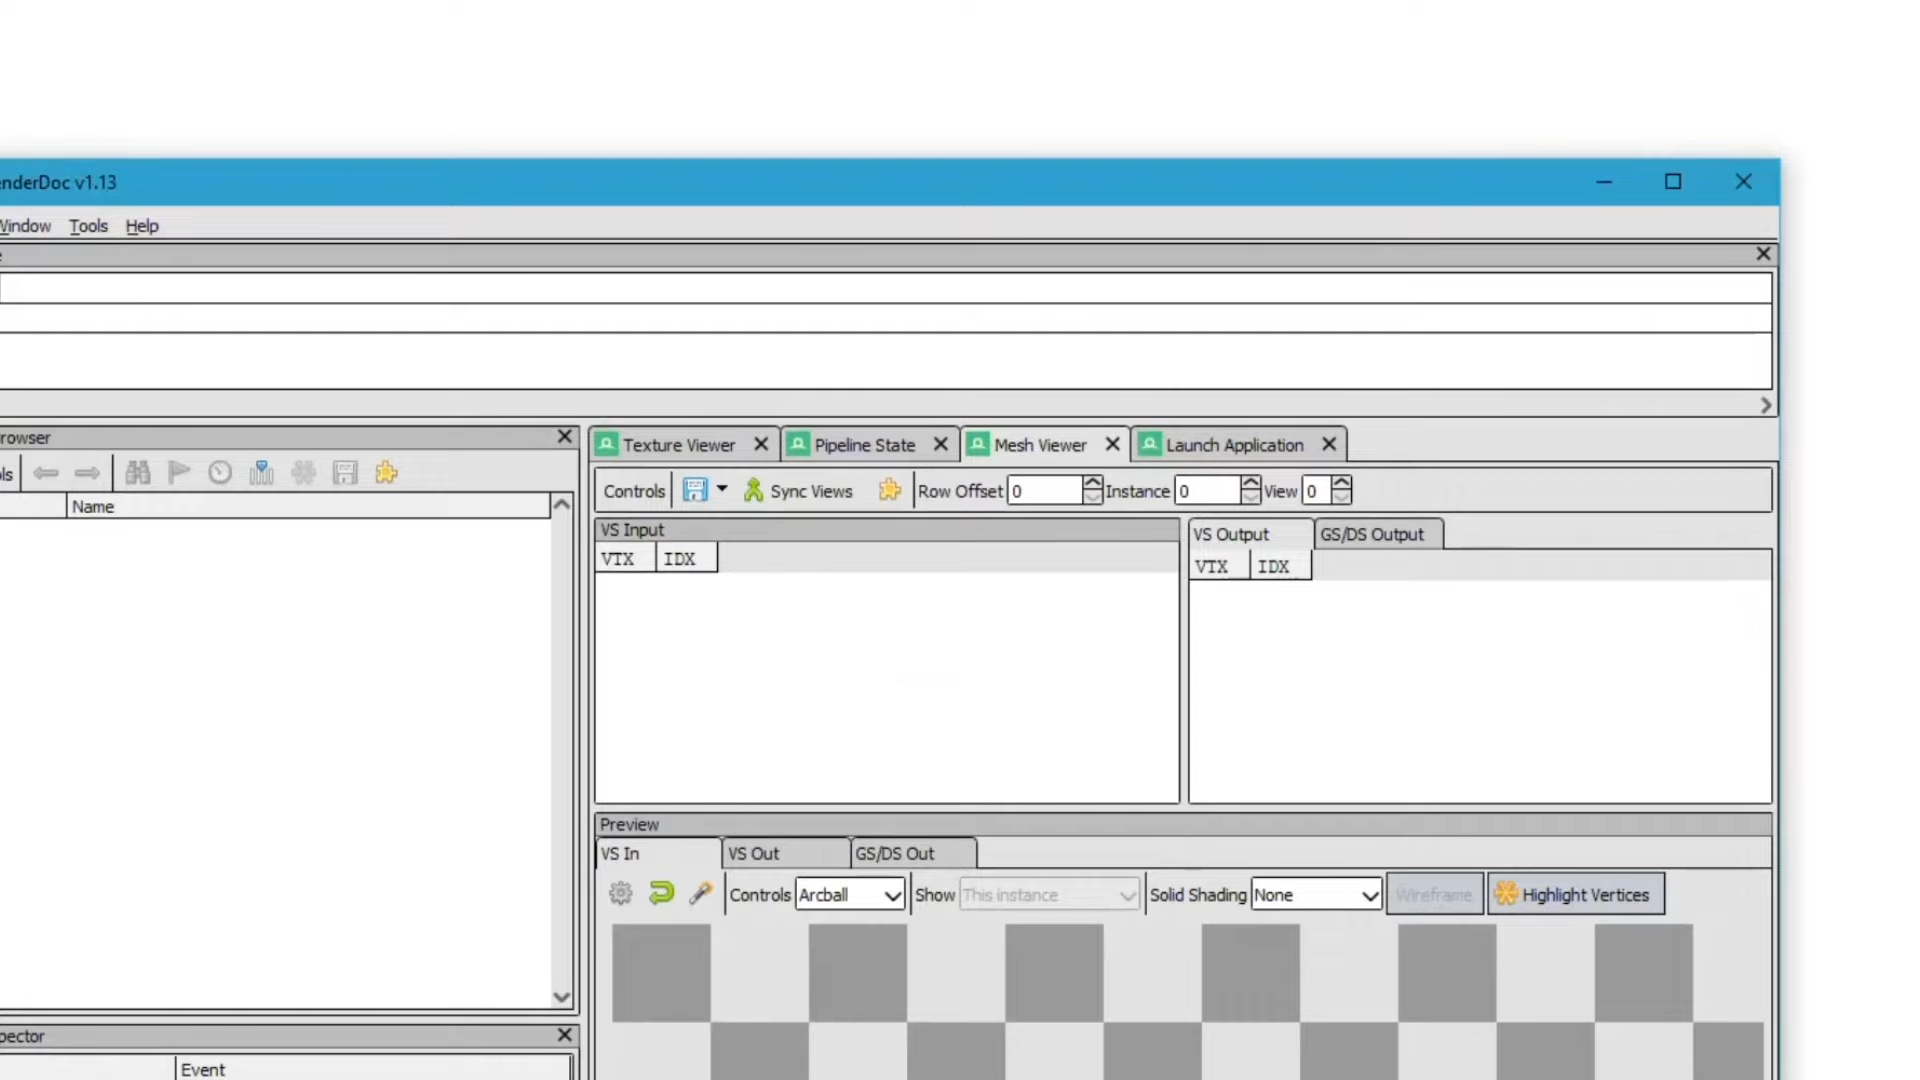 enderDoc v1.13
Window Tools Help
rowser
Texture Viewer Pipeline State Mesh Viewer Launch Application
ls
Controls Sync Views Row Offset 0 Instance 0 View 0
Name
VS Input
VS Output GS/DS Output
VTX IDX
VTX IDX
Preview
VS In VS Out GS/DS Out
Controls Arcball Show This instance Solid Shading None Wireframe Highlight Vertices
pector
Event